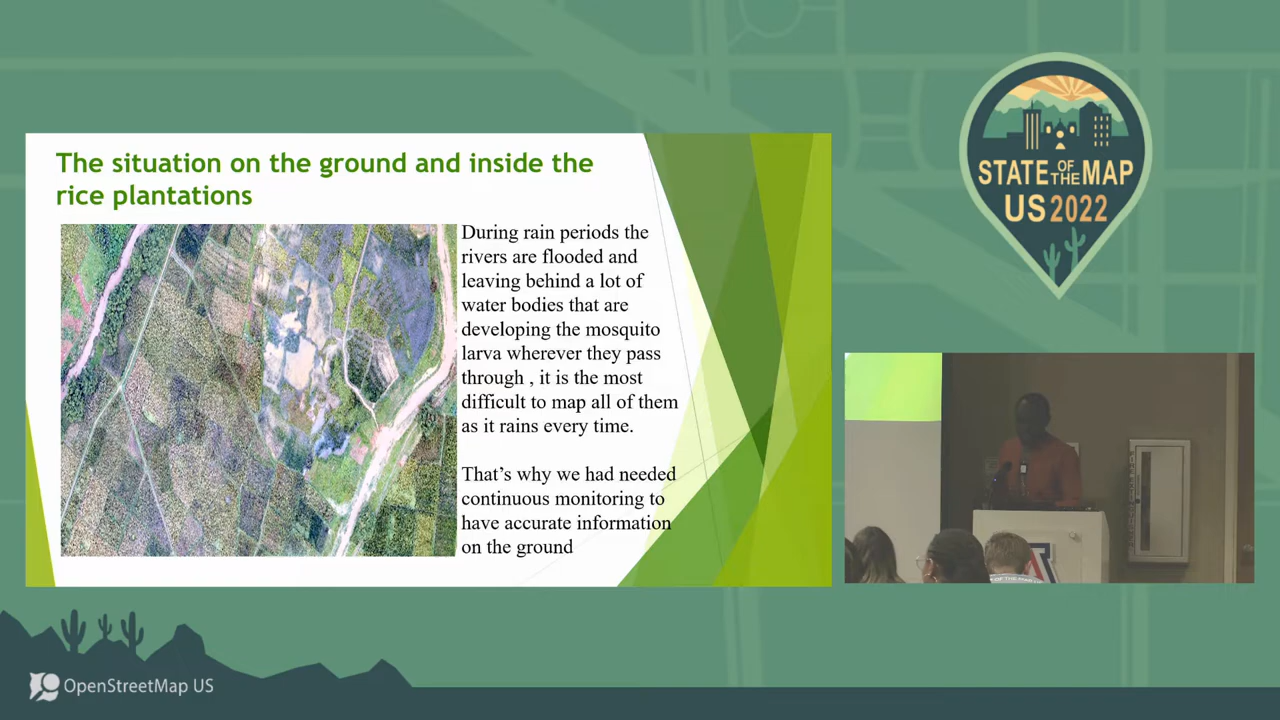 The situation on the ground and inside the
rice plantations
During rain periods the
rivers are flooded and
leaving behind a lot of
water bodies that are
developing the mosquito
larva wherever they pass
through , it is the most
difficult to map all of them
as it rains every time.
That's why we had needed
continuous monitoring to
have accurate information
on the ground
STATE OF THE MAP
US 2022
OpenStreetMap US